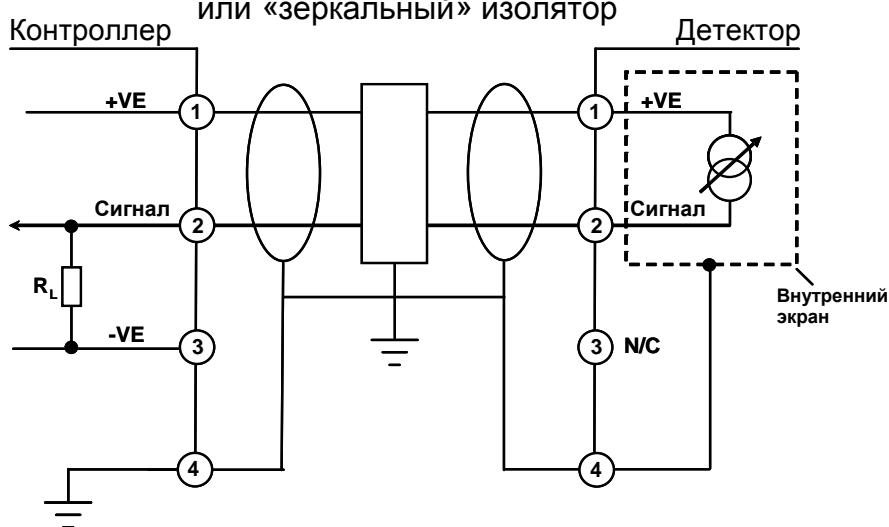 или «зеркальный» изолятор
Контроллер
Детектор
+VE
1
1
+VE
Сигнал
2
2
Сигнал
R_L
Внутренний
экран
-VE
3
3
N/C
4
4